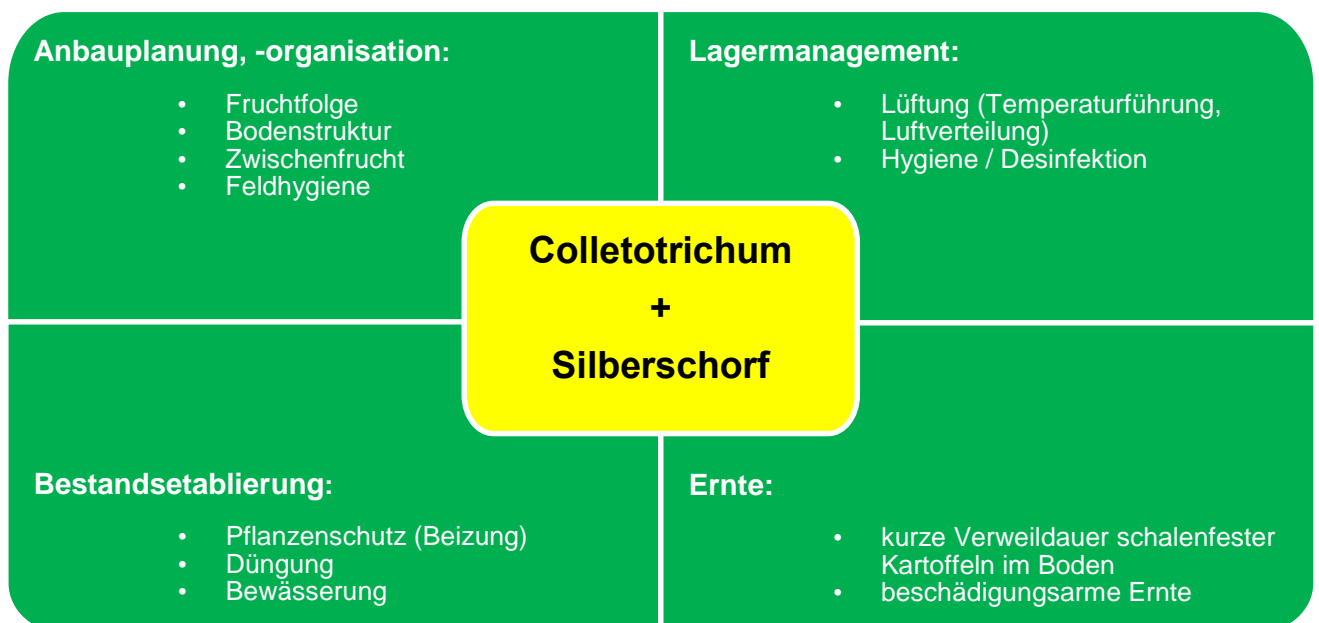 Anbauplanung, -organisation:
• Fruchtfolge
• Bodenstruktur
• Zwischenfrucht
• Feldhygiene
Lagermanagement:
• Lüftung (Temperaturführung,
Luftverteilung)
• Hygiene / Desinfektion
Colletotrichum
+
Silberschorf
Bestandsetablierung:
• Pflanzenschutz (Beizung)
• Düngung
• Bewässerung
Ernte:
• kurze Verweildauer schalenfester
Kartoffeln im Boden
• beschädigungsarme Ernte